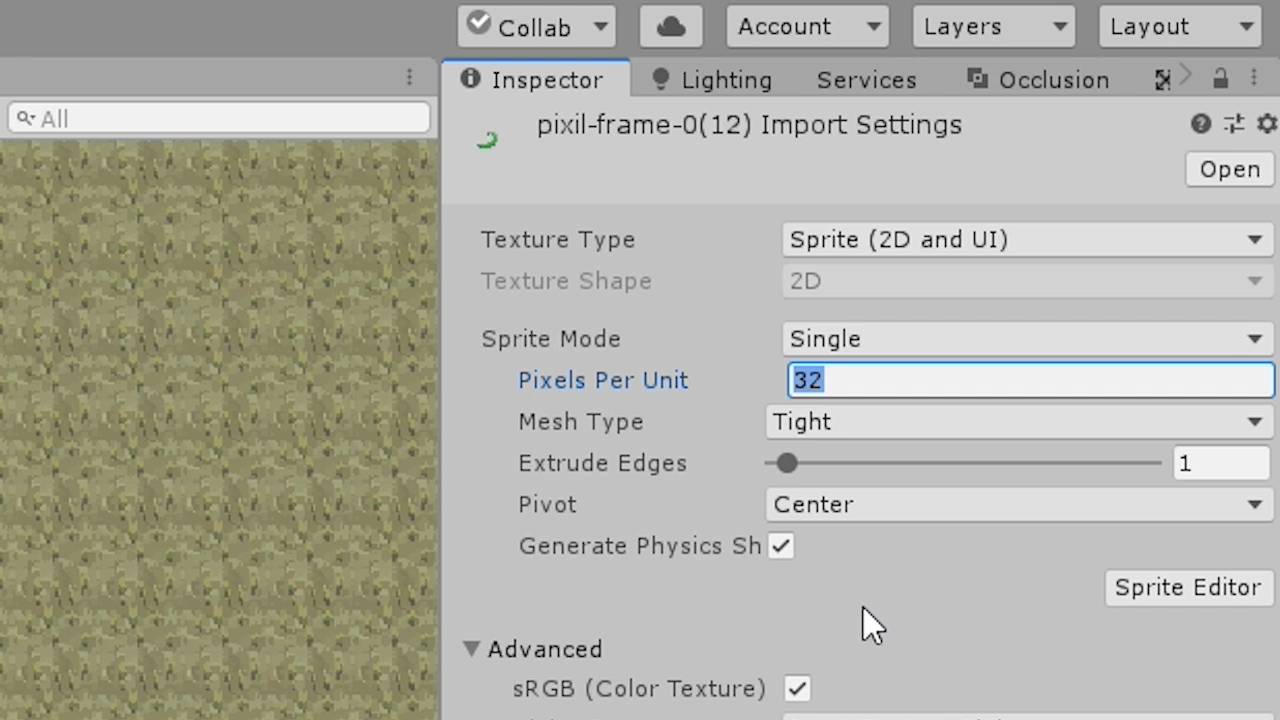 Collab Account Layers Layout
Inspector Lighting Services Occlusion
All
pixil-frame-0(12) Import Settings
Open
Texture Type Sprite (2D and UI)
Texture Shape 2D
Sprite Mode Single
Pixels Per Unit 32
Mesh Type Tight
Extrude Edges 1
Pivot Center
Generate Physics Sh
Sprite Editor
Advanced
sRGB (Color Texture)